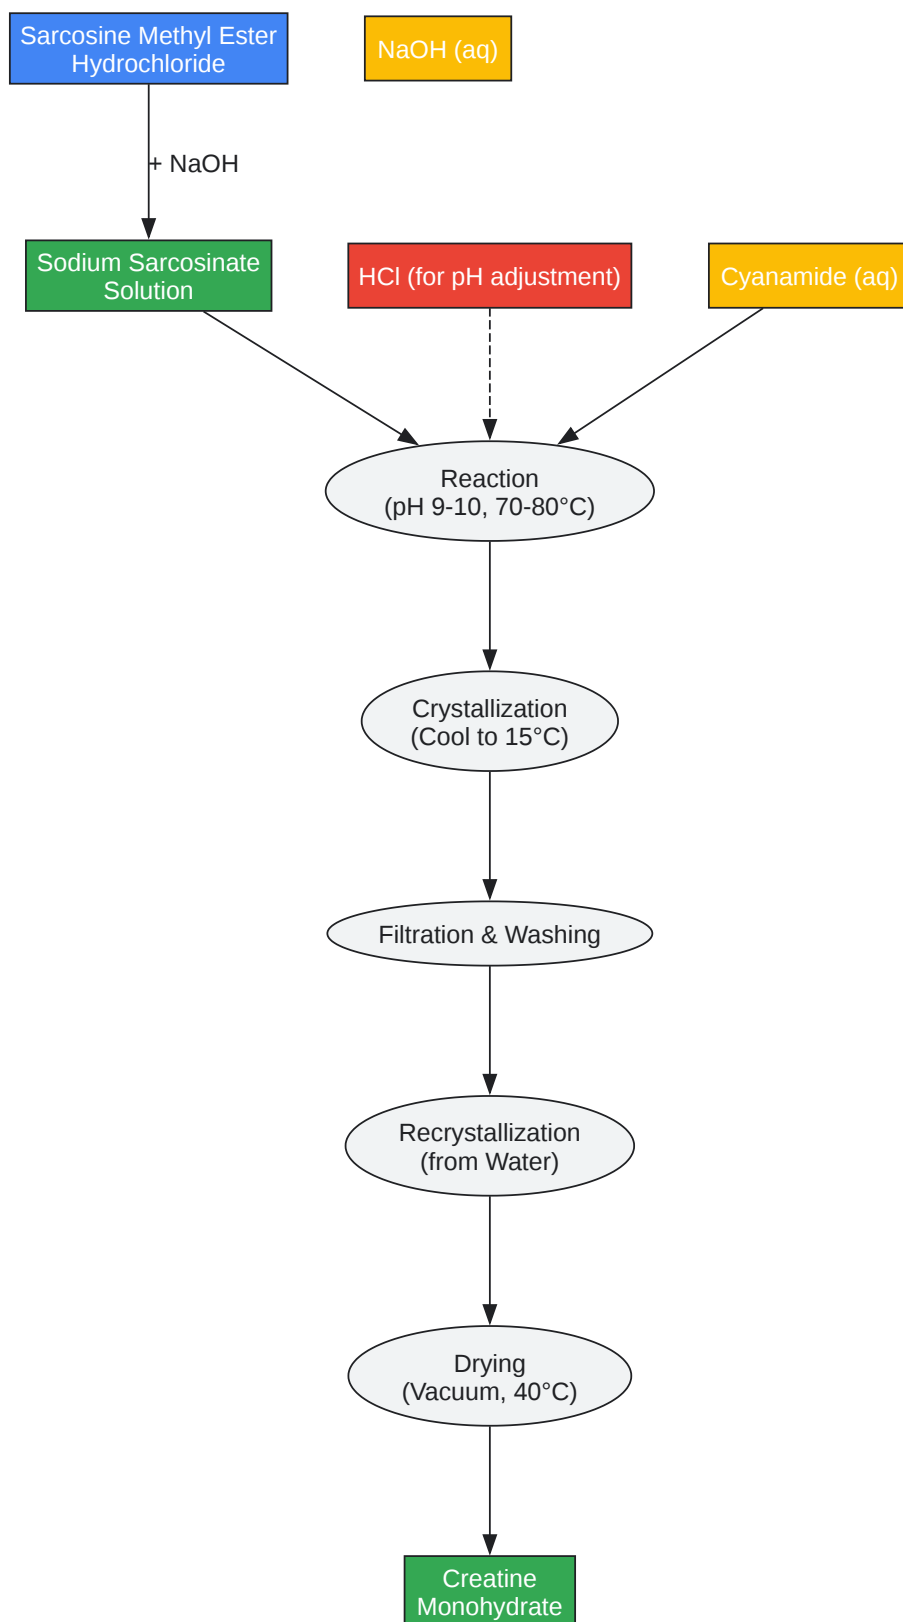 Sarcosine Methyl Ester
Hydrochloride
NaOH (aq)
+ NaOH
Sodium Sarcosinate
Solution
HCl (for pH adjustment)
Cyanamide (aq)
Reaction
(pH 9-10, 70-80°C)
Crystallization
(Cool to 15°C)
Filtration & Washing
Recrystallization
(from Water)
Drying
(Vacuum, 40°C)
Creatine
Monohydrate